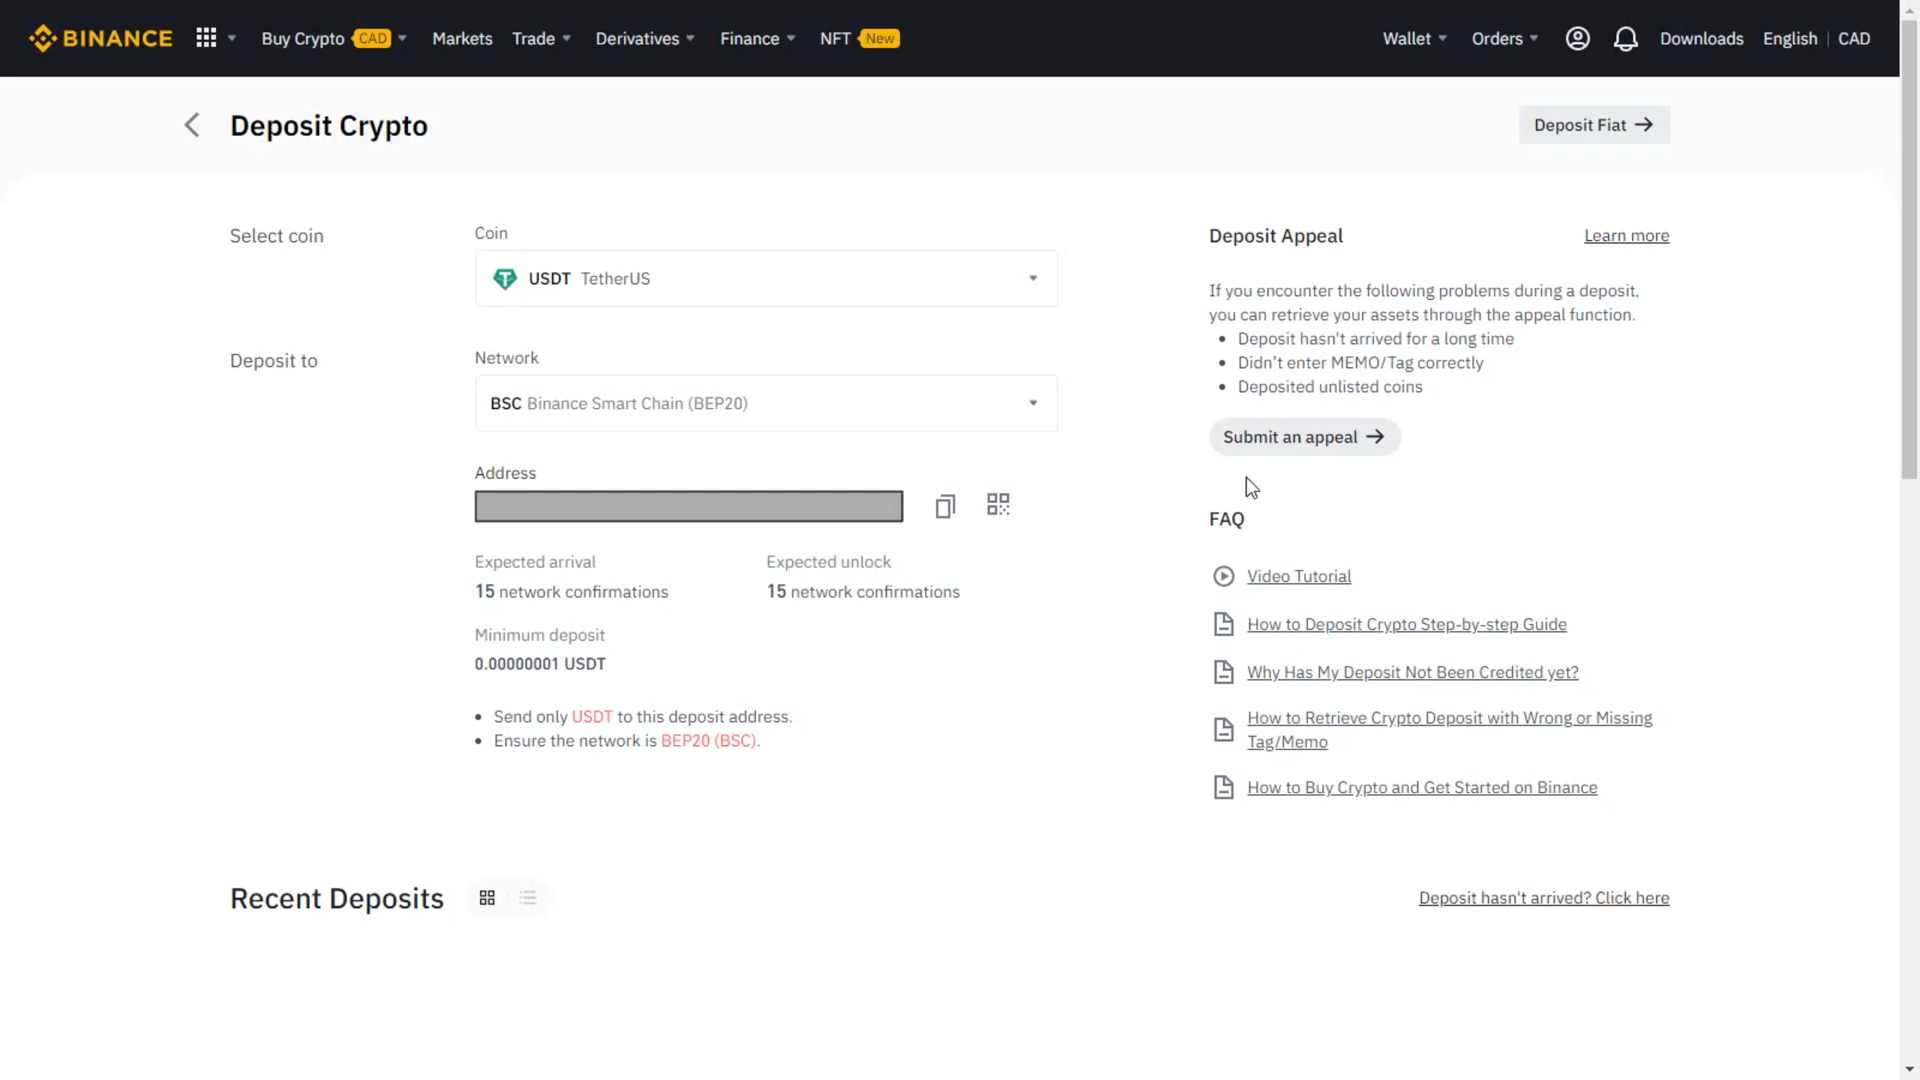 BINANCE Buy Crypto CAD Markets Trade Derivatives Finance NFT New Wallet Orders Downloads English | CAD
Deposit Crypto
Deposit Fiat →
Select coin
Coin
USDT TetherUS
Deposit to
Network
BSC Binance Smart Chain (BEP20)
Address
Expected arrival
15 network confirmations
Expected unlock
15 network confirmations
Minimum deposit
0.00000001 USDT
• Send only USDT to this deposit address.
• Ensure the network is BEP20 (BSC).
Deposit Appeal
Learn more
If you encounter the following problems during a deposit,
you can retrieve your assets through the appeal function.
• Deposit hasn't arrived for a long time
• Didn’t enter MEMO/Tag correctly
• Deposited unlisted coins
Submit an appeal →
FAQ
Video Tutorial
How to Deposit Crypto Step-by-step Guide
Why Has My Deposit Not Been Credited yet?
How to Retrieve Crypto Deposit with Wrong or Missing
Tag/Memo
How to Buy Crypto and Get Started on Binance
Recent Deposits
Deposit hasn't arrived? Click here